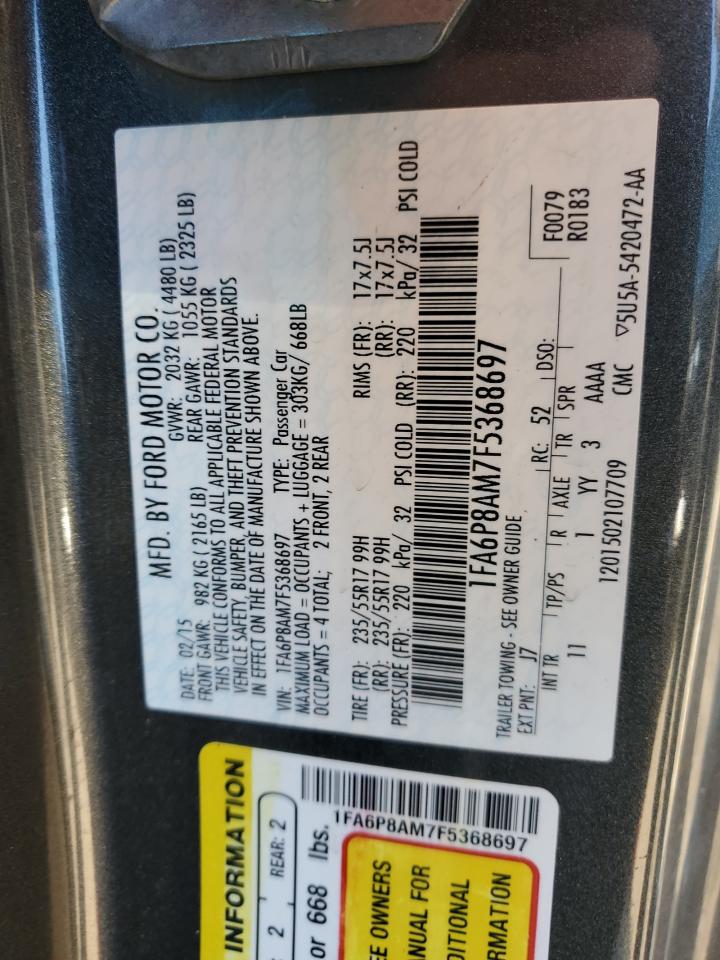 MFD. BY FORD MOTOR CO.
DATE: 02/15 GVWR: 2032 KG ( 4480 LB)
FRONT GAWR: 982 KG ( 2165 LB) REAR GAWR: 1055 KG ( 2325 LB)
THIS VEHICLE CONFORMS TO ALL APPLICABLE FEDERAL MOTOR
VEHICLE SAFETY, BUMPER, AND THEFT PREVENTION STANDARDS
IN EFFECT ON THE DATE OF MANUFACTURE SHOWN ABOVE.
VIN: 1FA6P8AM7F5368697 TYPE: Passenger Car
MAXIMUM LOAD = OCCUPANTS + LUGGAGE = 303KG/ 668LB
OCCUPANTS = 4 TOTAL; 2 FRONT, 2 REAR
TIRE (FR): 235/55R17 99H RIMS (FR): 17x7.5J
(RR): 235/55R17 99H (RR): 17x7.5J
PRESSURE (FR): 220 kPa/ 32 PSI COLD (RR): 220 kPa/ 32 PSI COLD
1FA6P8AM7F5368697
TRAILER TOWING - SEE OWNER GUIDE
EXT PNT: J7 RC: 52 DSO: F0079
R0183
INT TR TP/PS R AXLE TR SPR
11 1 YY 3 AAAA
1201502107709 CMC ▽5U5A-5420472-AA
INFORMATION
2 REAR: 2
or 668 lbs.
1FA6P8AM7F5368697
EE OWNERS
ANUAL FOR
DITIONAL
RMATION